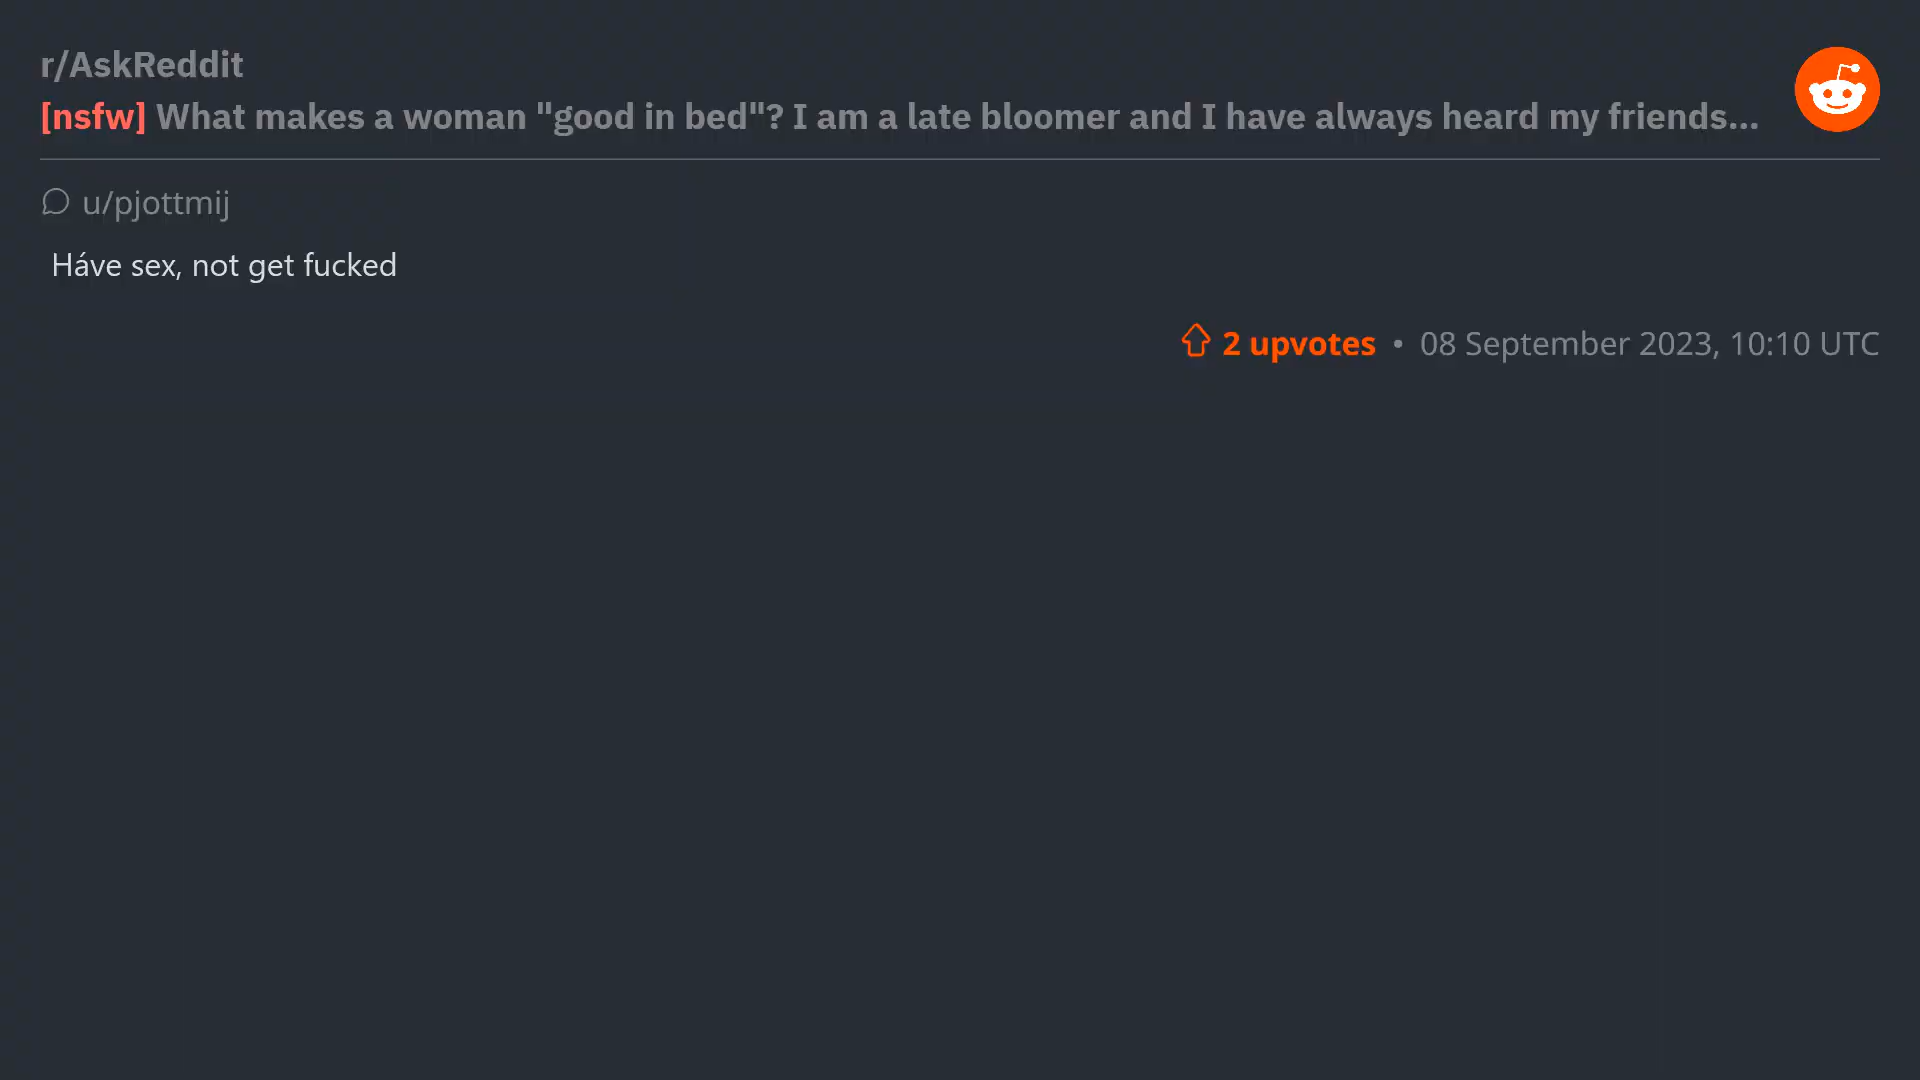 r/AskReddit
[nsfw] What makes a woman "good in bed"? I am a late bloomer and I have always heard my friends...
u/pjottmij
Háve sex, not get fucked
2 upvotes • 08 September 2023, 10:10 UTC